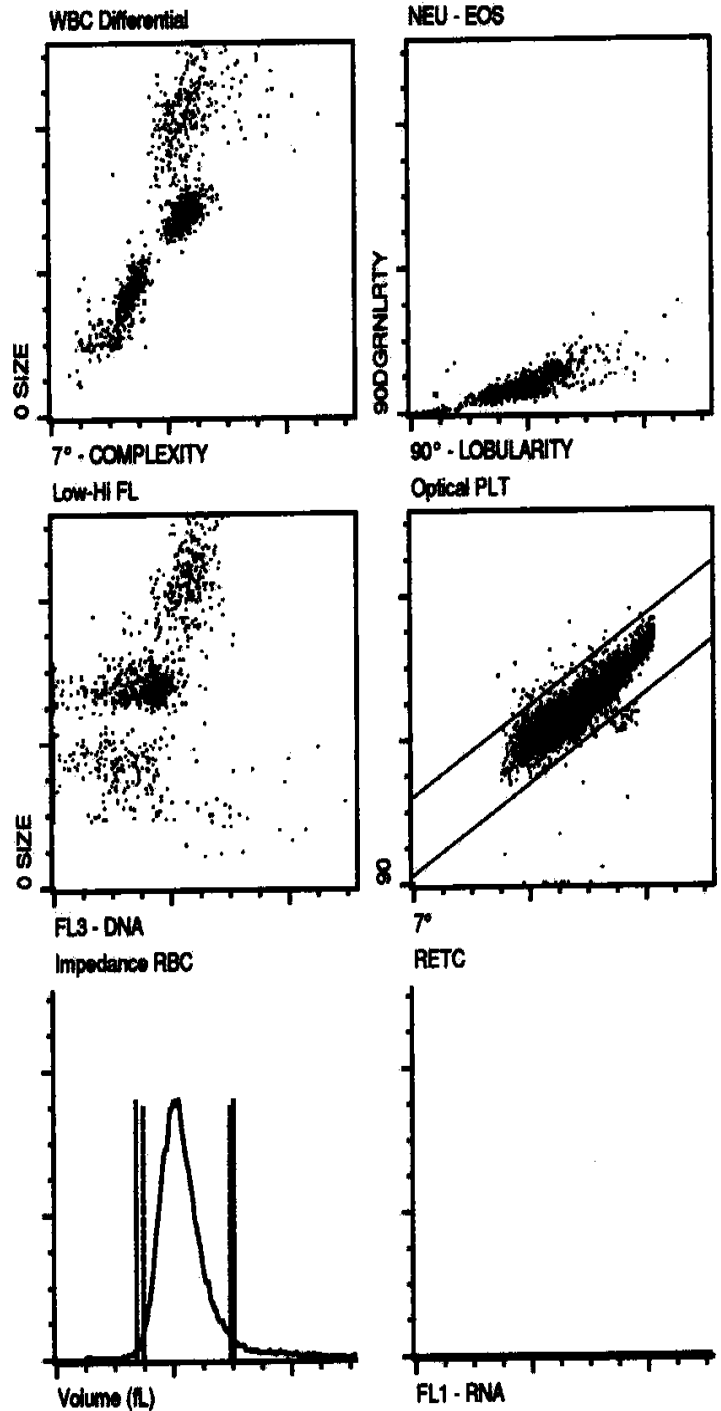 WBC Differential
0 SIZE
7° - COMPLEXITY
NEU - EOS
90DGRNLRTY
90° - LOBULARITY
Low-Hi FL
0 SIZE
FL3 - DNA
Optical PLT
90
7°
Impedance RBC
Volume (fL)
RETC
FL1 - RNA